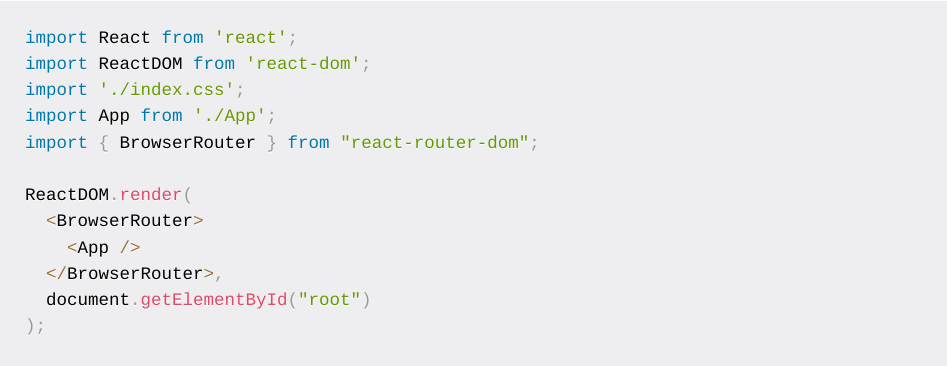 import React from 'react';
import ReactDOM from 'react-dom';
import './index.css';
import App from './App';
import { BrowserRouter } from "react-router-dom";

ReactDOM.render(
  <BrowserRouter>
    <App />
  </BrowserRouter>,
  document.getElementById("root")
);